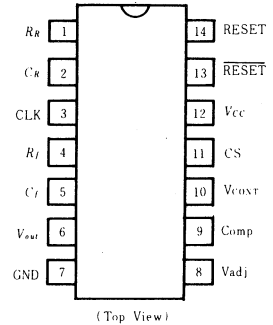 R_R 1 14 RESET
C_R 2 13 RESET
CLK 3 12 Vcc
R_f 4 11 CS
C_f 5 10 VCONT
Vout 6 9 Comp
GND 7 8 Vadj
(Top View)